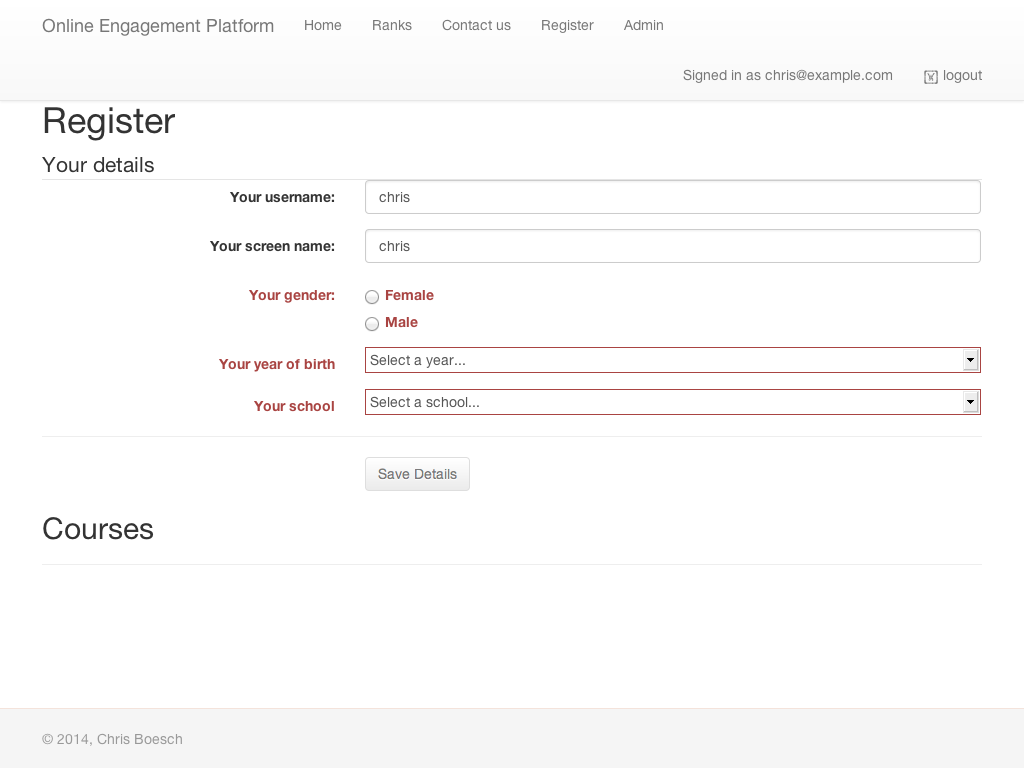 Online Engagement Platform Home Ranks Contact us Register Admin
Signed in as chris@example.com logout
Register
Your details
Your username: chris
Your screen name: chris
Your gender: Female
Male
Your year of birth Select a year...
Your school Select a school...
Save Details
Courses
© 2014, Chris Boesch